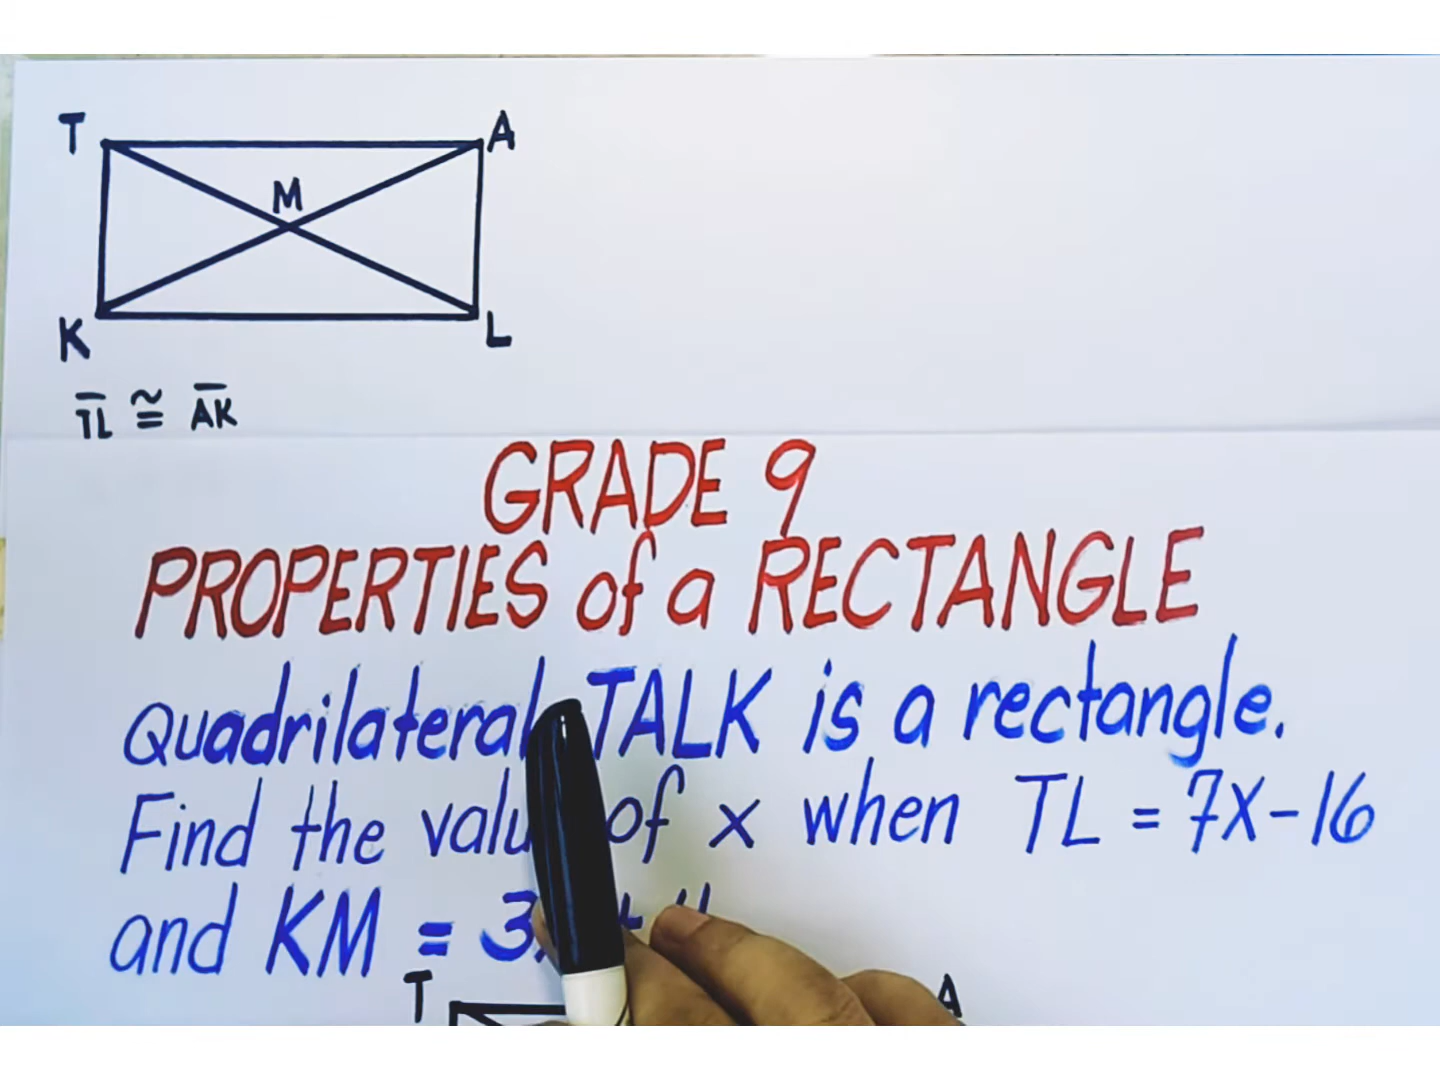 T
A
M
K
L
TL ≅ AK
GRADE 9
PROPERTIES of a RECTANGLE
Quadrilateral TALK is a rectangle.
Find the of x when TL = 7X-16
and KM =
T
A